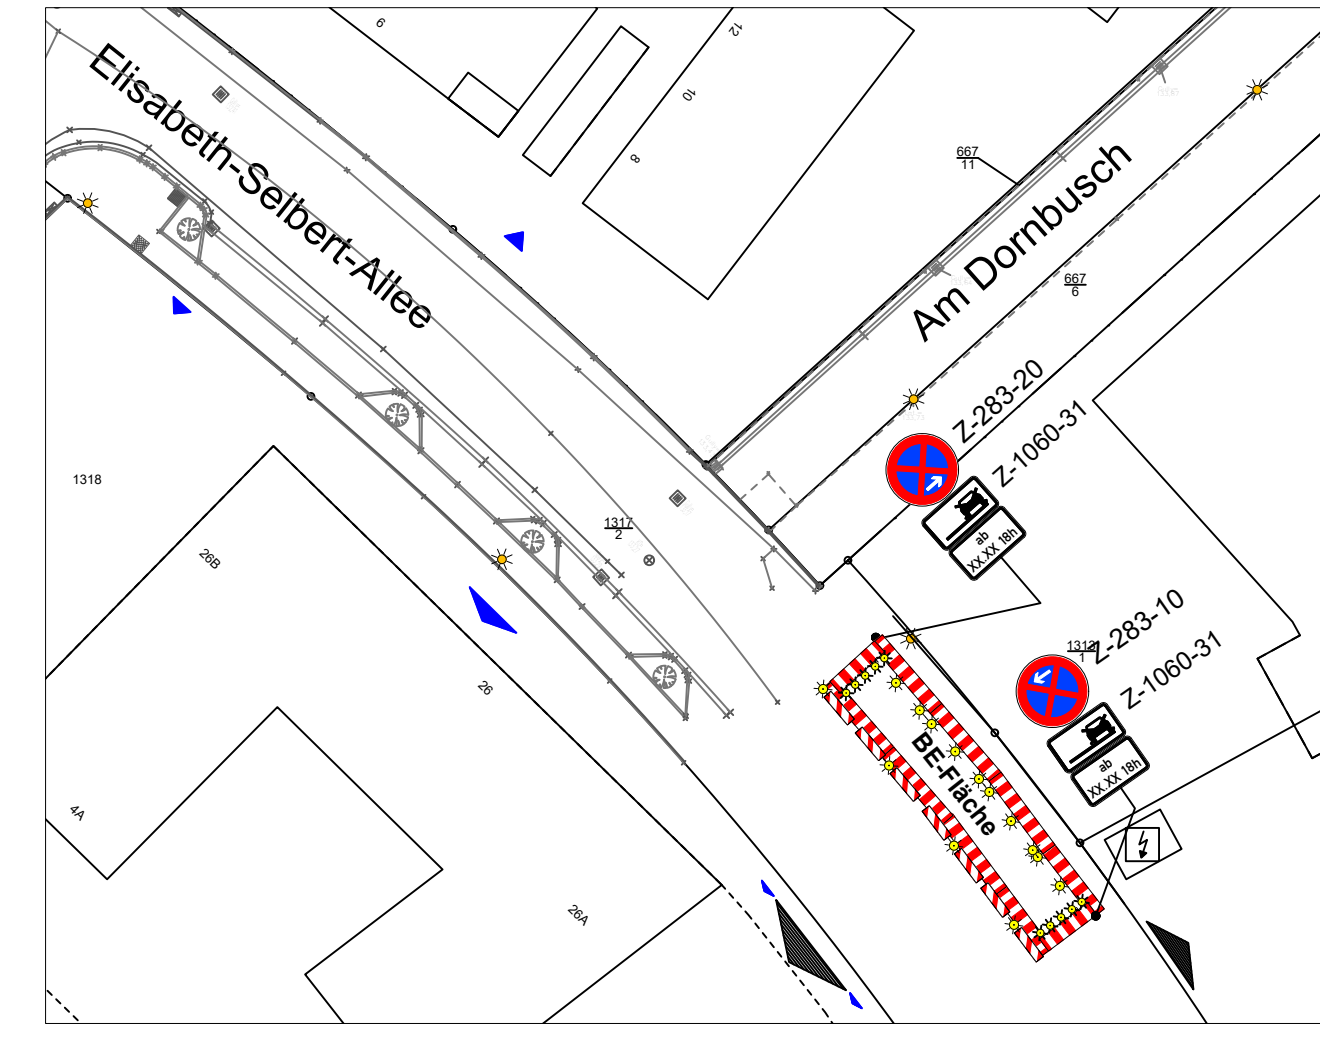 9
12
10
8
Elisabeth-Selbert-Allee
667
11
Am Dornbusch
667
6
Z-283-20
Z-1060-31
ab
XX.XX 18h
1318
26B
1317
2
26
1313
1
Z-283-10
Z-1060-31
ab
XX.XX 18h
BE-Fläche
4A
26A